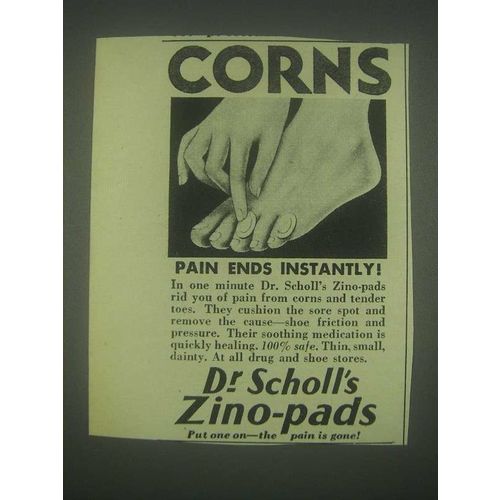 CORNS
PAIN ENDS INSTANTLY!
In one minute Dr. Scholl's Zino-pads
rid you of pain from corns and tender
toes. They cushion the sore spot and
remove the cause—shoe friction and
pressure. Their soothing medication is
quickly healing. 100% safe. Thin, small,
dainty. At all drug and shoe stores.
Dr Scholl's
Zino-pads
Put one on—the pain is gone!